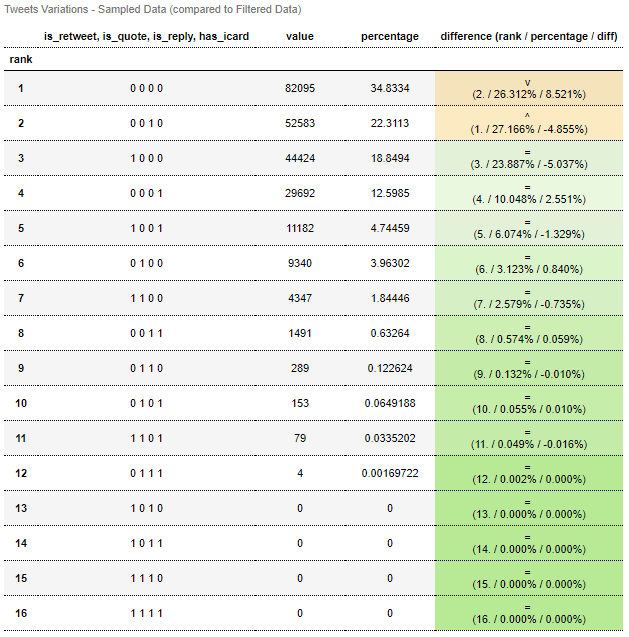 Tweets Variations - Sampled Data (compared to Filtered Data)
is_retweet, is_quote, is_reply, has_icard value percentage difference (rank / percentage / diff)
rank
1 0 0 0 0 82095 34.8334 v
(2. / 26.312% / 8.521%)
2 0 0 1 0 52583 22.3113 ^
(1. / 27.166% / -4.855%)
3 1 0 0 0 44424 18.8494 =
(3. / 23.887% / -5.037%)
4 0 0 0 1 29692 12.5985 =
(4. / 10.048% / 2.551%)
5 1 0 0 1 11182 4.74459 =
(5. / 6.074% / -1.329%)
6 0 1 0 0 9340 3.96302 =
(6. / 3.123% / 0.840%)
7 1 1 0 0 4347 1.84446 =
(7. / 2.579% / -0.735%)
8 0 0 1 1 1491 0.63264 =
(8. / 0.574% / 0.059%)
9 0 1 1 0 289 0.122624 =
(9. / 0.132% / -0.010%)
10 0 1 0 1 153 0.0649188 =
(10. / 0.055% / 0.010%)
11 1 1 0 1 79 0.0335202 =
(11. / 0.049% / -0.016%)
12 0 1 1 1 4 0.00169722 =
(12. / 0.002% / 0.000%)
13 1 0 1 0 0 0 =
(13. / 0.000% / 0.000%)
14 1 0 1 1 0 0 =
(14. / 0.000% / 0.000%)
15 1 1 1 0 0 0 =
(15. / 0.000% / 0.000%)
16 1 1 1 1 0 0 =
(16. / 0.000% / 0.000%)